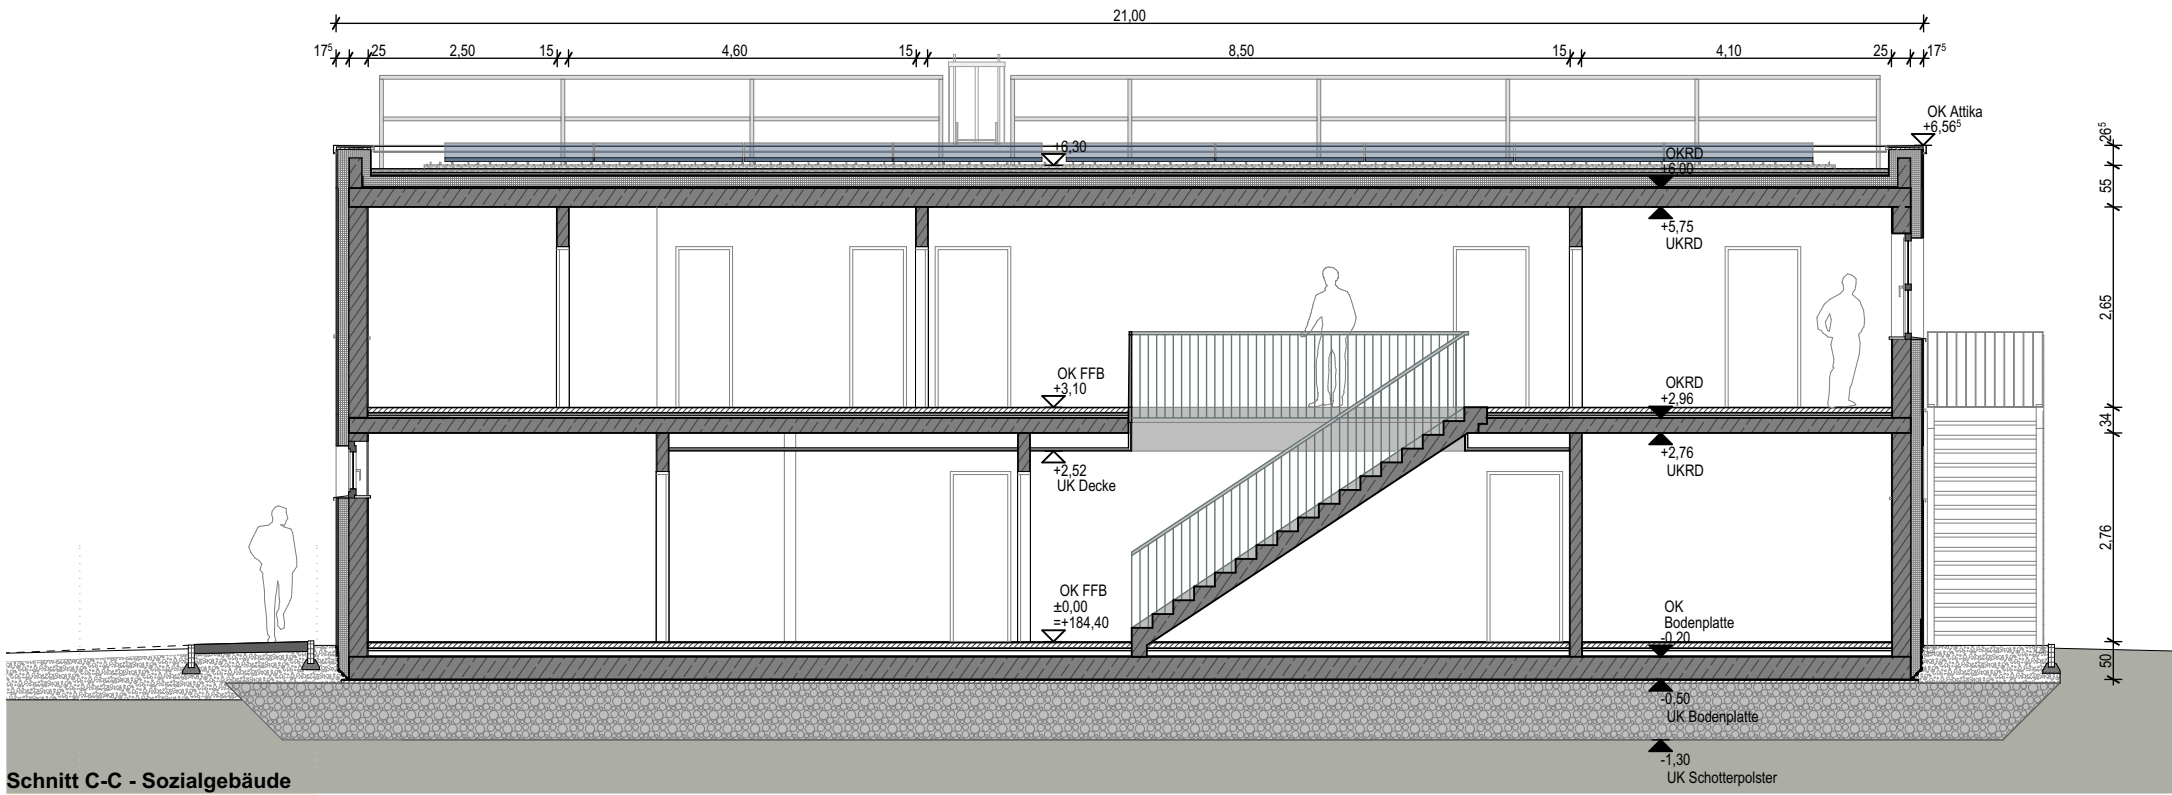 21,00
17⁵ 25 2,50 15 4,60 15 8,50 15 4,10 25 17⁵
OK Attika
+6,56⁵
26⁵
+6,30
OKRD
+6,00
55
+5,75
UKRD
2,65
OK FFB
+3,10
OKRD
+2,96
34
+2,52
UK Decke
+2,76
UKRD
2,76
OK FFB
±0,00
=+184,40
OK
Bodenplatte
-0,20
50
-0,50
UK Bodenplatte
-1,30
UK Schotterpolster
Schnitt C-C - Sozialgebäude